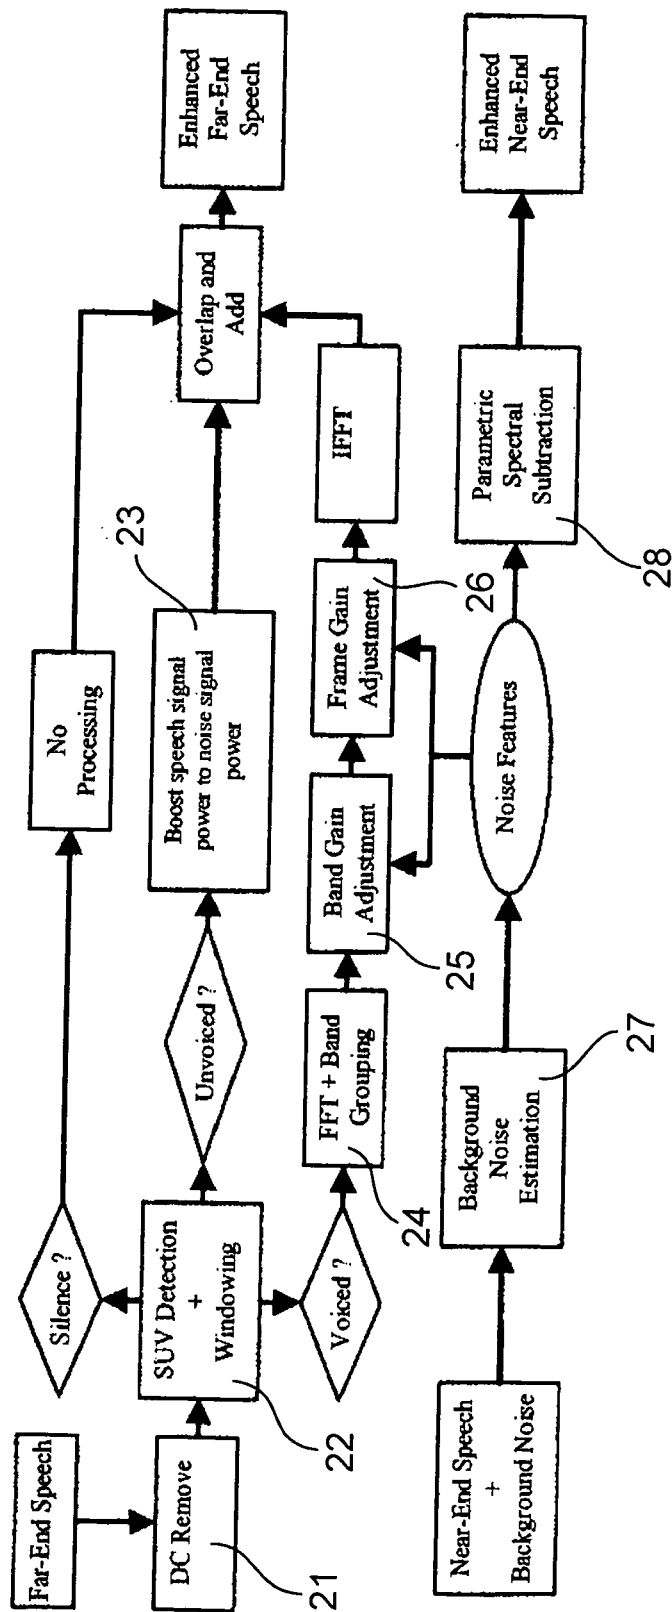 Far-End Speech
DC Remove
21
SUV Detection
+
Windowing
22
Silence ?
No
Processing
Unvoiced ?
Boost speech signal
power to noise signal
power
23
Voiced ?
FFT + Band
Grouping
24
Band Gain
Adjustment
25
Frame Gain
Adjustment
26
IFFT
Overlap and
Add
Enhanced
Far-End
Speech
Near-End Speech
+
Background Noise
Background
Noise
Estimation
27
Noise Features
Parametric
Spectral
Subtraction
28
Enhanced
Near-End
Speech